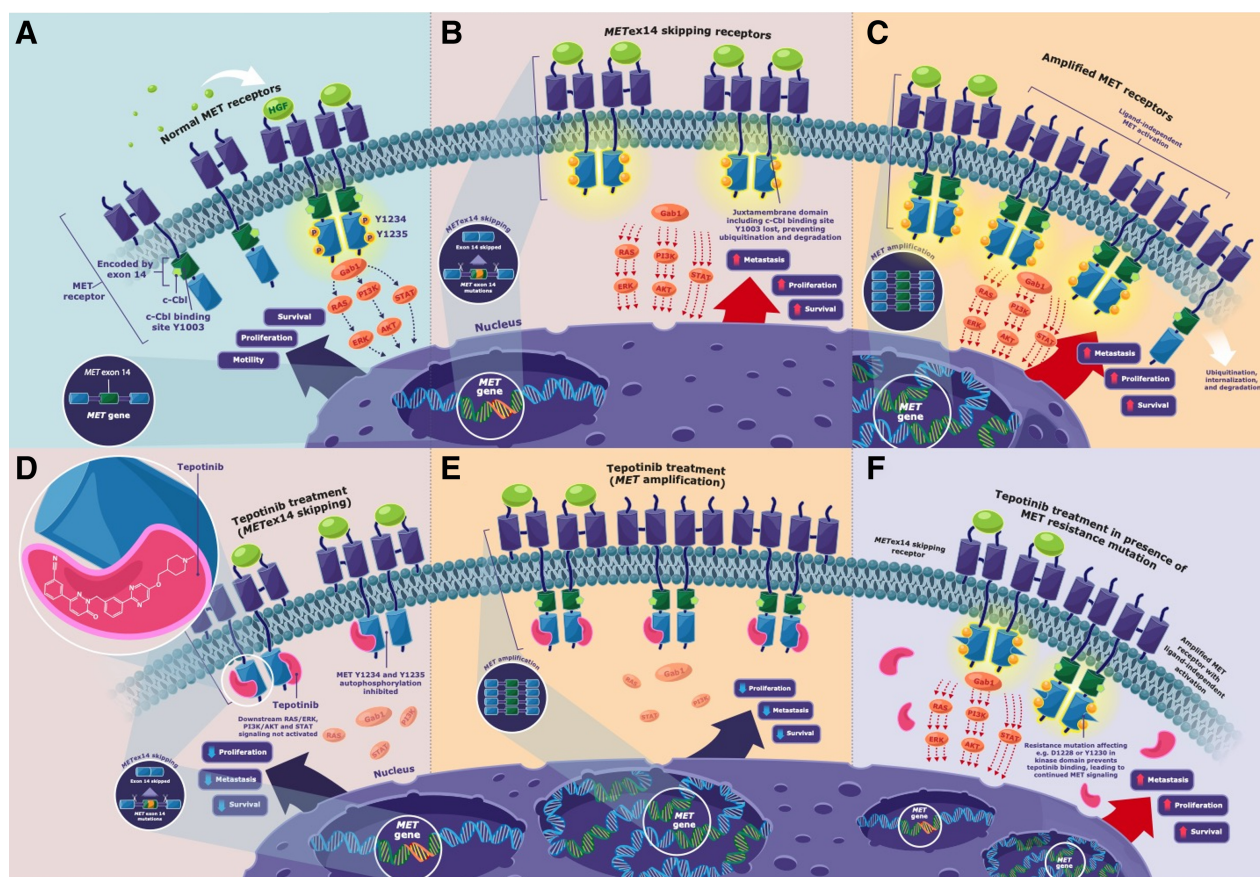 A
Normal MET receptors
HGF
P
P
P
P
Y1234
Y1235
Encoded by
exon 14
MET
receptor
c-Cbl
c-Cbl binding
site Y1003
Gab1
RAS
PI3K
STAT
ERK
AKT
Survival
Proliferation
Motility
MET exon 14
MET gene
B
METex14 skipping receptors
METex14 skipping
Exon 14 skipped
MET exon 14
mutations
Gab1
RAS
PI3K
STAT
ERK
AKT
Juxtamembrane domain
including c-Cbl binding site
Y1003 lost, preventing
ubiquitination and degradation
Metastasis
Proliferation
Survival
Nucleus
MET
gene
C
Amplified MET receptors
Ligand-independent
MET activation
MET amplification
Gab1
RAS
PI3K
STAT
ERK
AKT
Metastasis
Proliferation
Survival
Ubiquitination,
internalization,
and degradation
MET
gene
D
Tepotinib
N
N
N
O
N
N
O
N
Tepotinib treatment
(METex14 skipping)
MET Y1234 and Y1235
autophosphorylation
inhibited
Tepotinib
Downstream RAS/ERK,
PI3K/AKT and STAT
signaling not activated
Gab1
PI3K
RAS
STAT
Proliferation
Metastasis
Survival
METex14 skipping
Exon 14 skipped
MET exon 14
mutations
Nucleus
MET
gene
E
Tepotinib treatment
(MET amplification)
MET amplification
RAS
Gab1
PI3K
STAT
Proliferation
Metastasis
Survival
MET
gene
F
Tepotinib treatment in presence of
MET resistance mutation
METex14 skipping
receptor
Amplified MET
receptor with
ligand-independent
activation
Gab1
RAS
PI3K
STAT
ERK
AKT
Resistance mutation affecting
e.g. D1228 or Y1230 in
kinase domain prevents
tepotinib binding, leading to
continued MET signaling
Metastasis
Proliferation
Survival
MET
gene
MET
gene